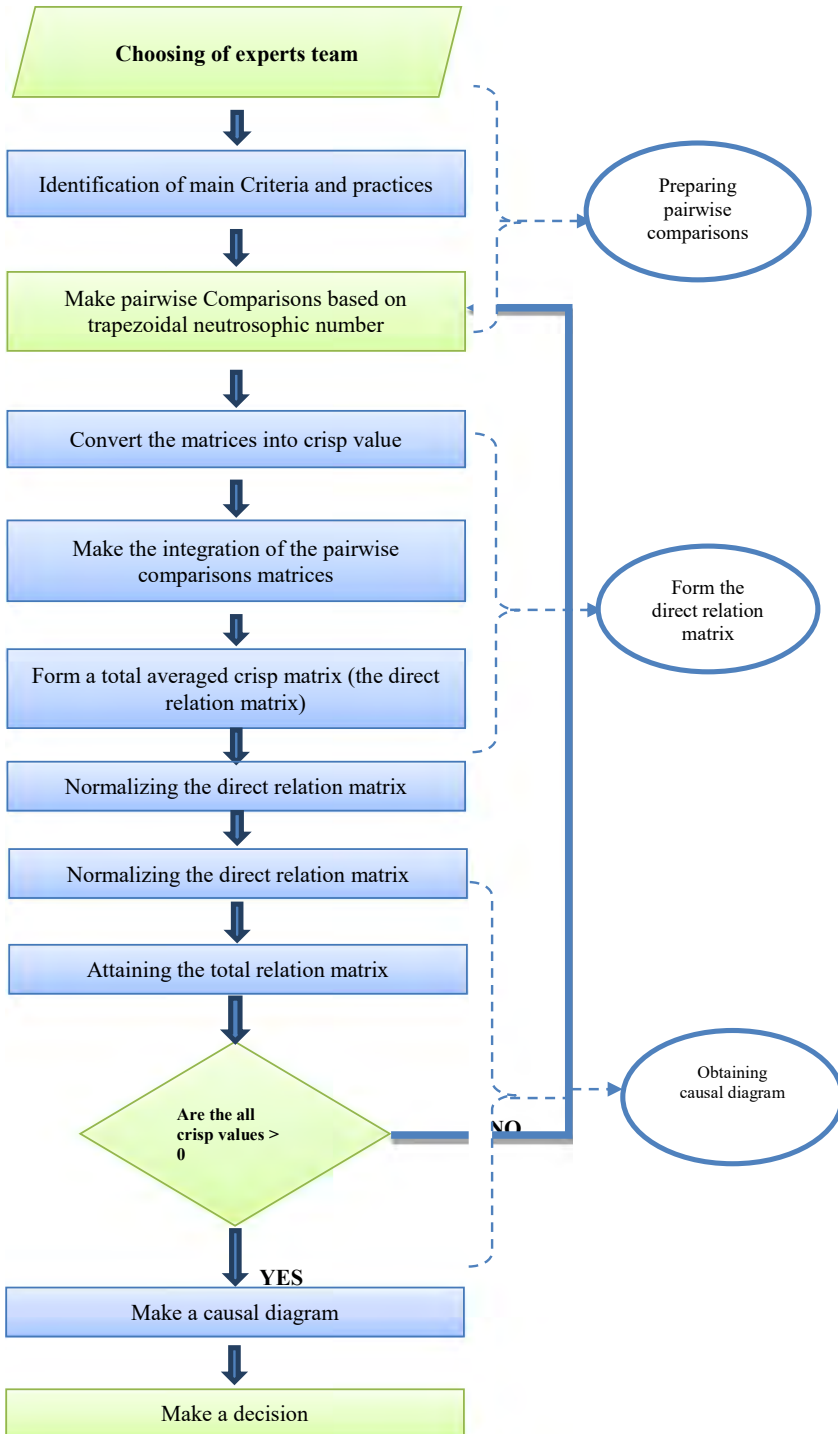 Choosing of experts team
Identification of main Criteria and practices
Preparing
pairwise
comparisons
Make pairwise Comparisons based on
trapezoidal neutrosophic number
Convert the matrices into crisp value
Make the integration of the pairwise
comparisons matrices
Form the
direct relation
matrix
Form a total averaged crisp matrix (the direct
relation matrix)
Normalizing the direct relation matrix
Normalizing the direct relation matrix
Attaining the total relation matrix
Obtaining
causal diagram
Are the all
crisp values >
0
NO
YES
Make a causal diagram
Make a decision